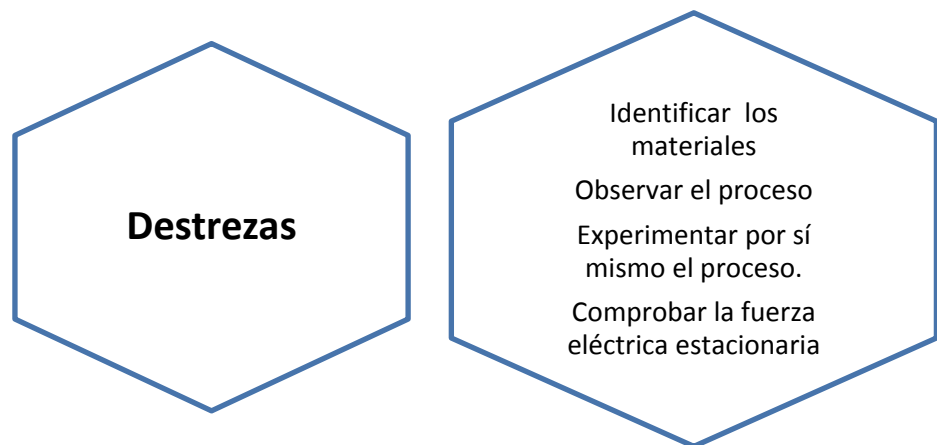 Destrezas
Identificar los
materiales
Observar el proceso
Experimentar por sí
mismo el proceso.
Comprobar la fuerza
eléctrica estacionaria